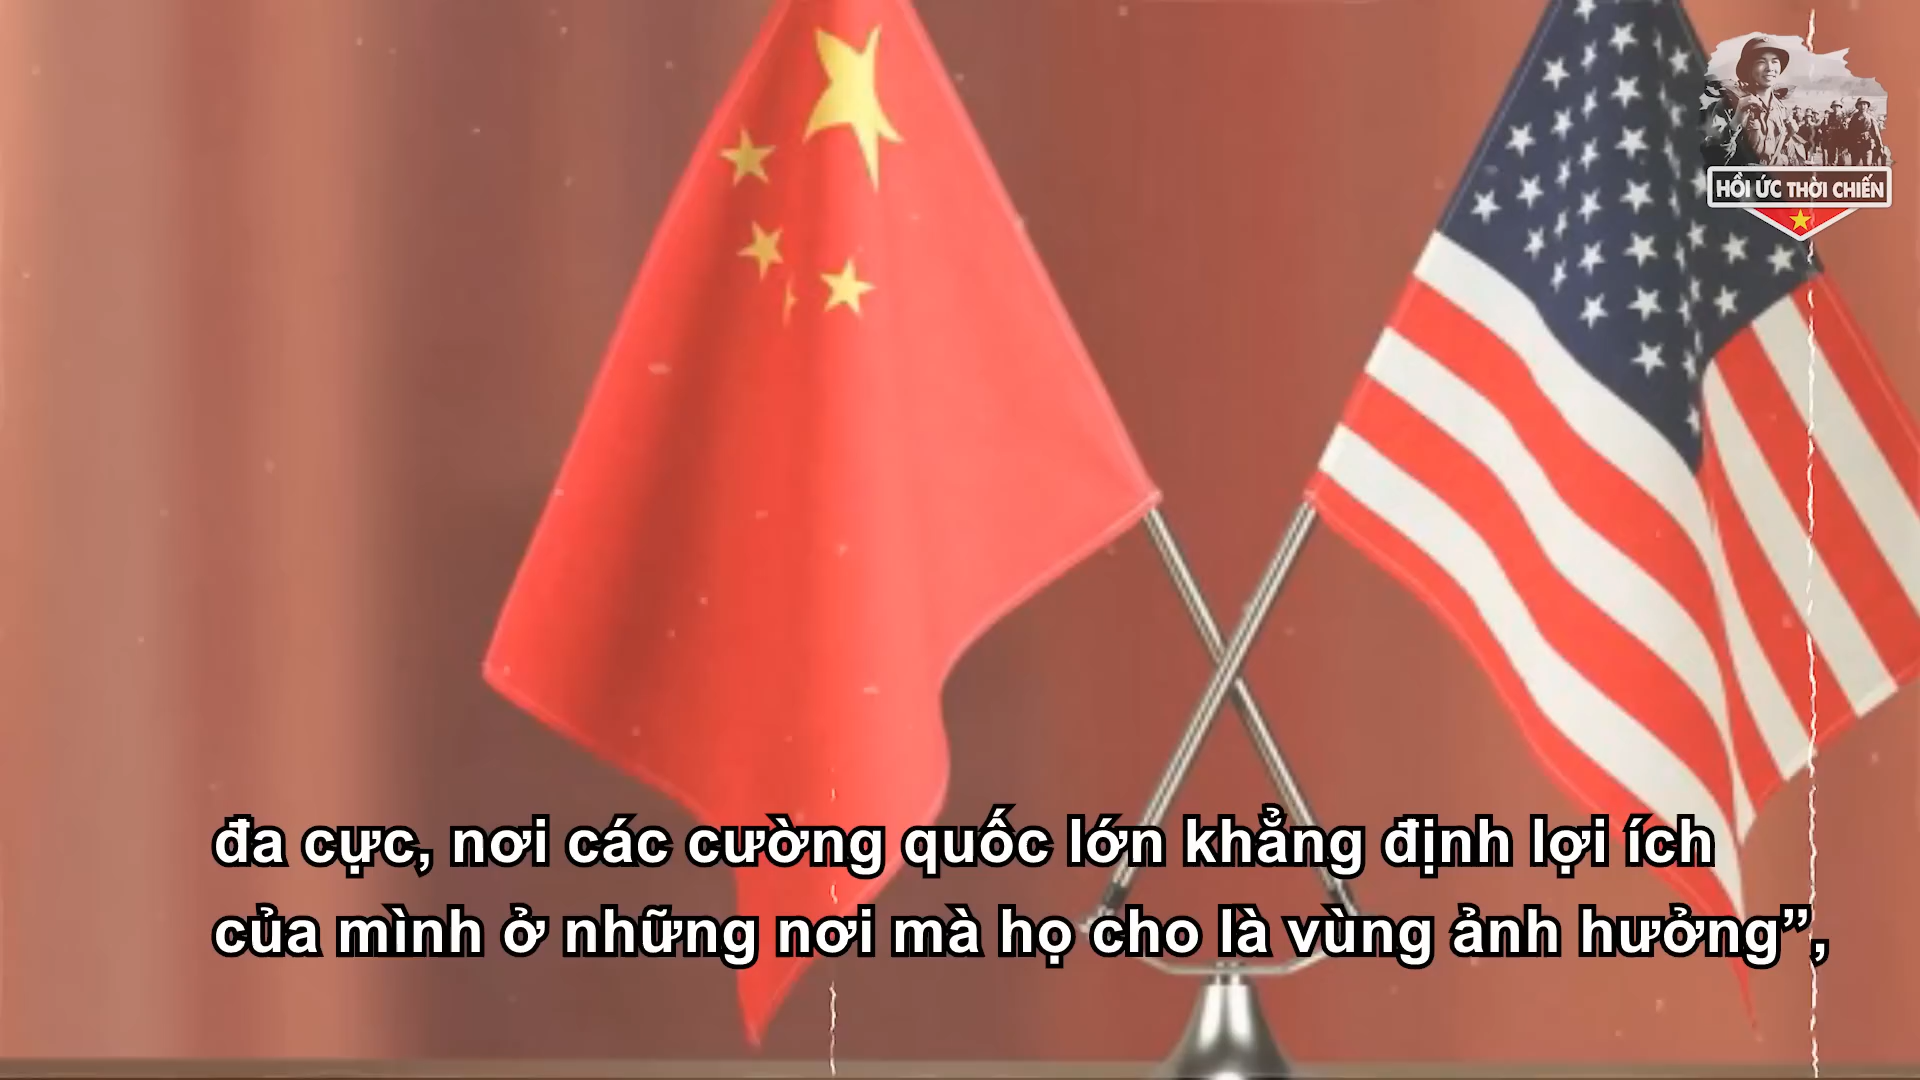 HỒI ỨC THỜI CHIẾN
đa cực, nơi các cường quốc lớn khẳng định lợi ích
của mình ở những nơi mà họ cho là vùng ảnh hưởng”,